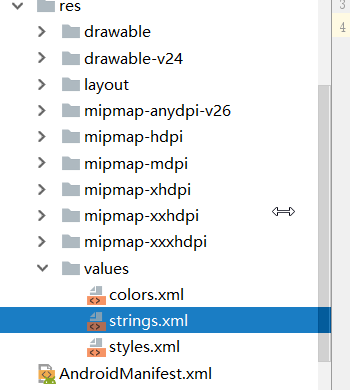 res
3
drawable
4
drawable-v24
layout
mipmap-anydpi-v26
mipmap-hdpi
mipmap-mdpi
mipmap-xhdpi
mipmap-xxhdpi
mipmap-xxxhdpi
values
colors.xml
strings.xml
styles.xml
AndroidManifest.xml